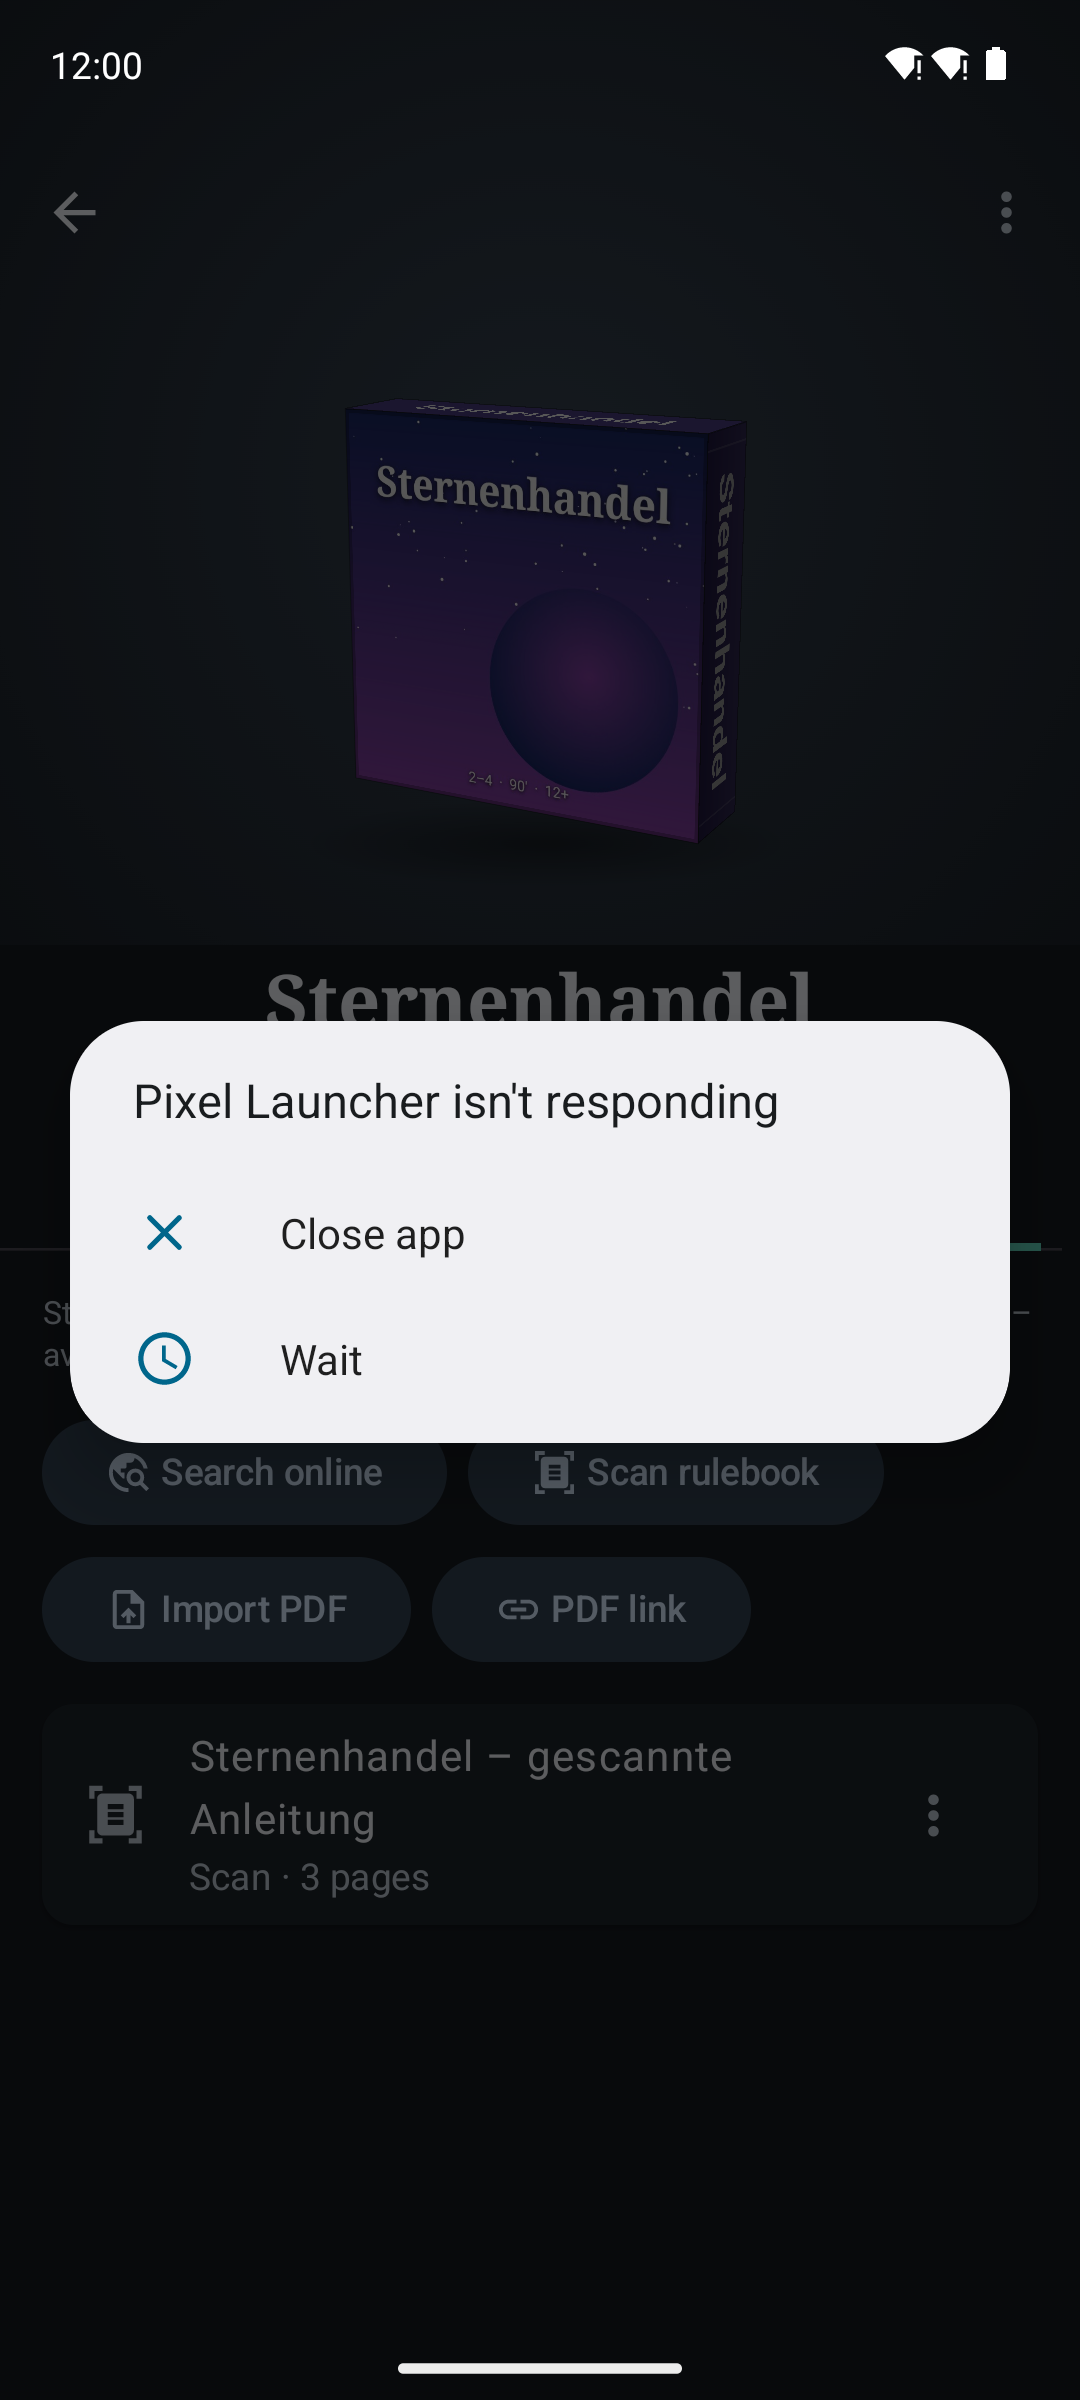 12:00
Sternenhandel
Sternenhandel
Sternenhandel
2–4 · 90' · 12+
Sternenhandel
Pixel Launcher isn't responding
Close app
Wait
Search online
Scan rulebook
Import PDF
PDF link
Sternenhandel – gescannte
Anleitung
Scan · 3 pages